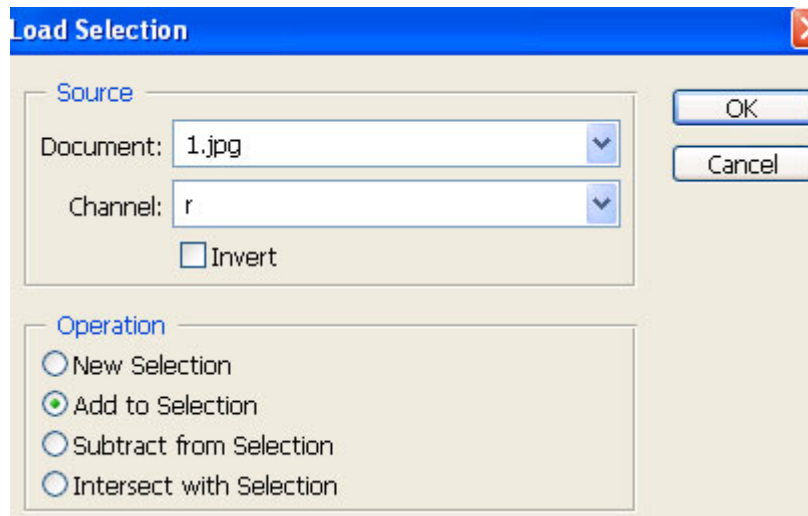 Load Selection
Source
OK
Document: 1.jpg
Cancel
Channel: r
Invert
Operation
New Selection
Add to Selection
Subtract from Selection
Intersect with Selection